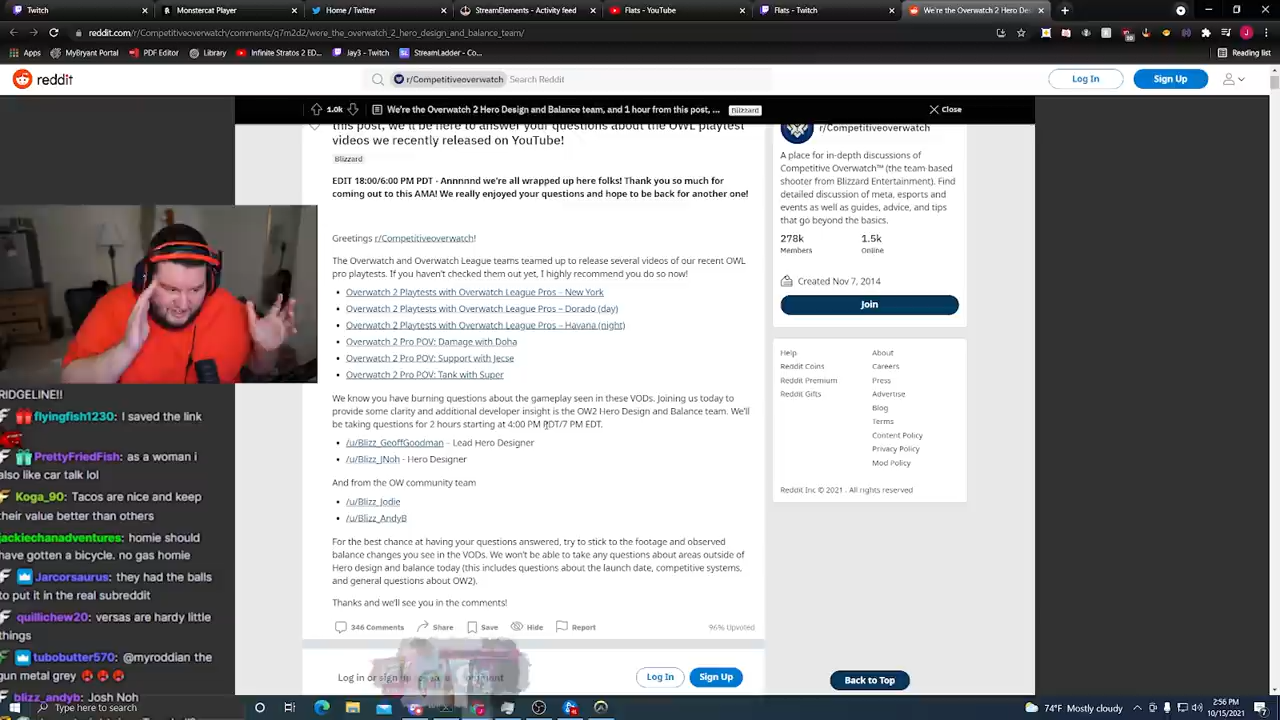 Twitch
Monstercat Player
Home / Twitter
StreamElements - Activ
Flats - YouTube
Flats - Twitch
We're the Overwatch 2 Hero Des
reddit.com/r/Competitiveoverwatch/comments/q7m2d2/were_the_overwatch_2_hero_design_and_balance_team/
Apps
MyBryant Portal
PDF Editor
Library
Infinite Stratos 2 ED...
Jay3 - Twitch
StreamLadder - Co...
Reading list
reddit
r/Competitiveoverwatch
Search Reddit
Log In
Sign Up
1.0k
We're the Overwatch 2 Hero Design and Balance team, and 1 hour from this post, ...
Blizzard
Close
this post, we'll be here to answer your questions about the OWL playtest
videos we recently released on YouTube!
Blizzard
EDIT 18:00/6:00 PM PDT - Annnnnd we're all wrapped up here folks! Thank you so much for
coming out to this AMA! We really enjoyed your questions and hope to be back for another one!
Greetings r/Competitiveoverwatch!
The Overwatch and Overwatch League teams teamed up to release several videos of our recent OWL
pro playtests. If you haven't checked them out yet, I highly recommend you do so now!
• Overwatch 2 Playtests with Overwatch League Pros – New York
• Overwatch 2 Playtests with Overwatch League Pros – Dorado (day)
• Overwatch 2 Playtests with Overwatch League Pros – Havana (night)
• Overwatch 2 Pro POV: Damage with Doha
• Overwatch 2 Pro POV: Support with Jecse
• Overwatch 2 Pro POV: Tank with Super
We know you have burning questions about the gameplay seen in these VODs. Joining us today to
provide some clarity and additional developer insight is the OW2 Hero Design and Balance team. We'll
be taking questions for 2 hours starting at 4:00 PM PDT/7 PM EDT.
• /u/Blizz_GeoffGoodman – Lead Hero Designer
• /u/Blizz_JNoh - Hero Designer
And from the OW community team
• /u/Blizz_Jodie
• /u/Blizz_AndyB
For the best chance at having your questions answered, try to stick to the footage and observed
balance changes you see in the VODs. We won't be able to take any questions about areas outside of
Hero design and balance today (this includes questions about the launch date, competitive systems,
and general questions about OW2).
Thanks and we'll see you in the comments!
346 Comments
Share
Save
Hide
Report
96% Upvoted
Log in or
comment
Log In
Sign Up
r/Competitiveoverwatch
A place for in-depth discussions of
Competitive Overwatch™ (the team-based
shooter from Blizzard Entertainment). Find
detailed discussion of meta, esports and
events as well as guides, advice, and tips
that go beyond the basics.
278k
1.5k
Members
Online
Created Nov 7, 2014
Join
Help
About
Reddit Coins
Careers
Reddit Premium
Press
Reddit Gifts
Advertise
Blog
Terms
Content Policy
Privacy Policy
Mod Policy
Reddit Inc © 2021 . All rights reserved
Back to Top
RIDGELINE!!
flyingfish1230: I saved the
link
PrettyFriedFish: as a woman i
also like car talk lol
Koga_90: Tacos are nice and keep
their value better than others
jackiechanadventures: homie should
have gotten a bicycle. no gas homie
Jarcorsaurus: they had the balls
to put it in the real subreddit
quilichew20: versas are hardly little
things
tubobutter570: @myroddian the
gun metal grey
blizz_andyb: Josh Noh
Type here to search
74°F Mostly cloudy
2:56 PM
10/15/2021